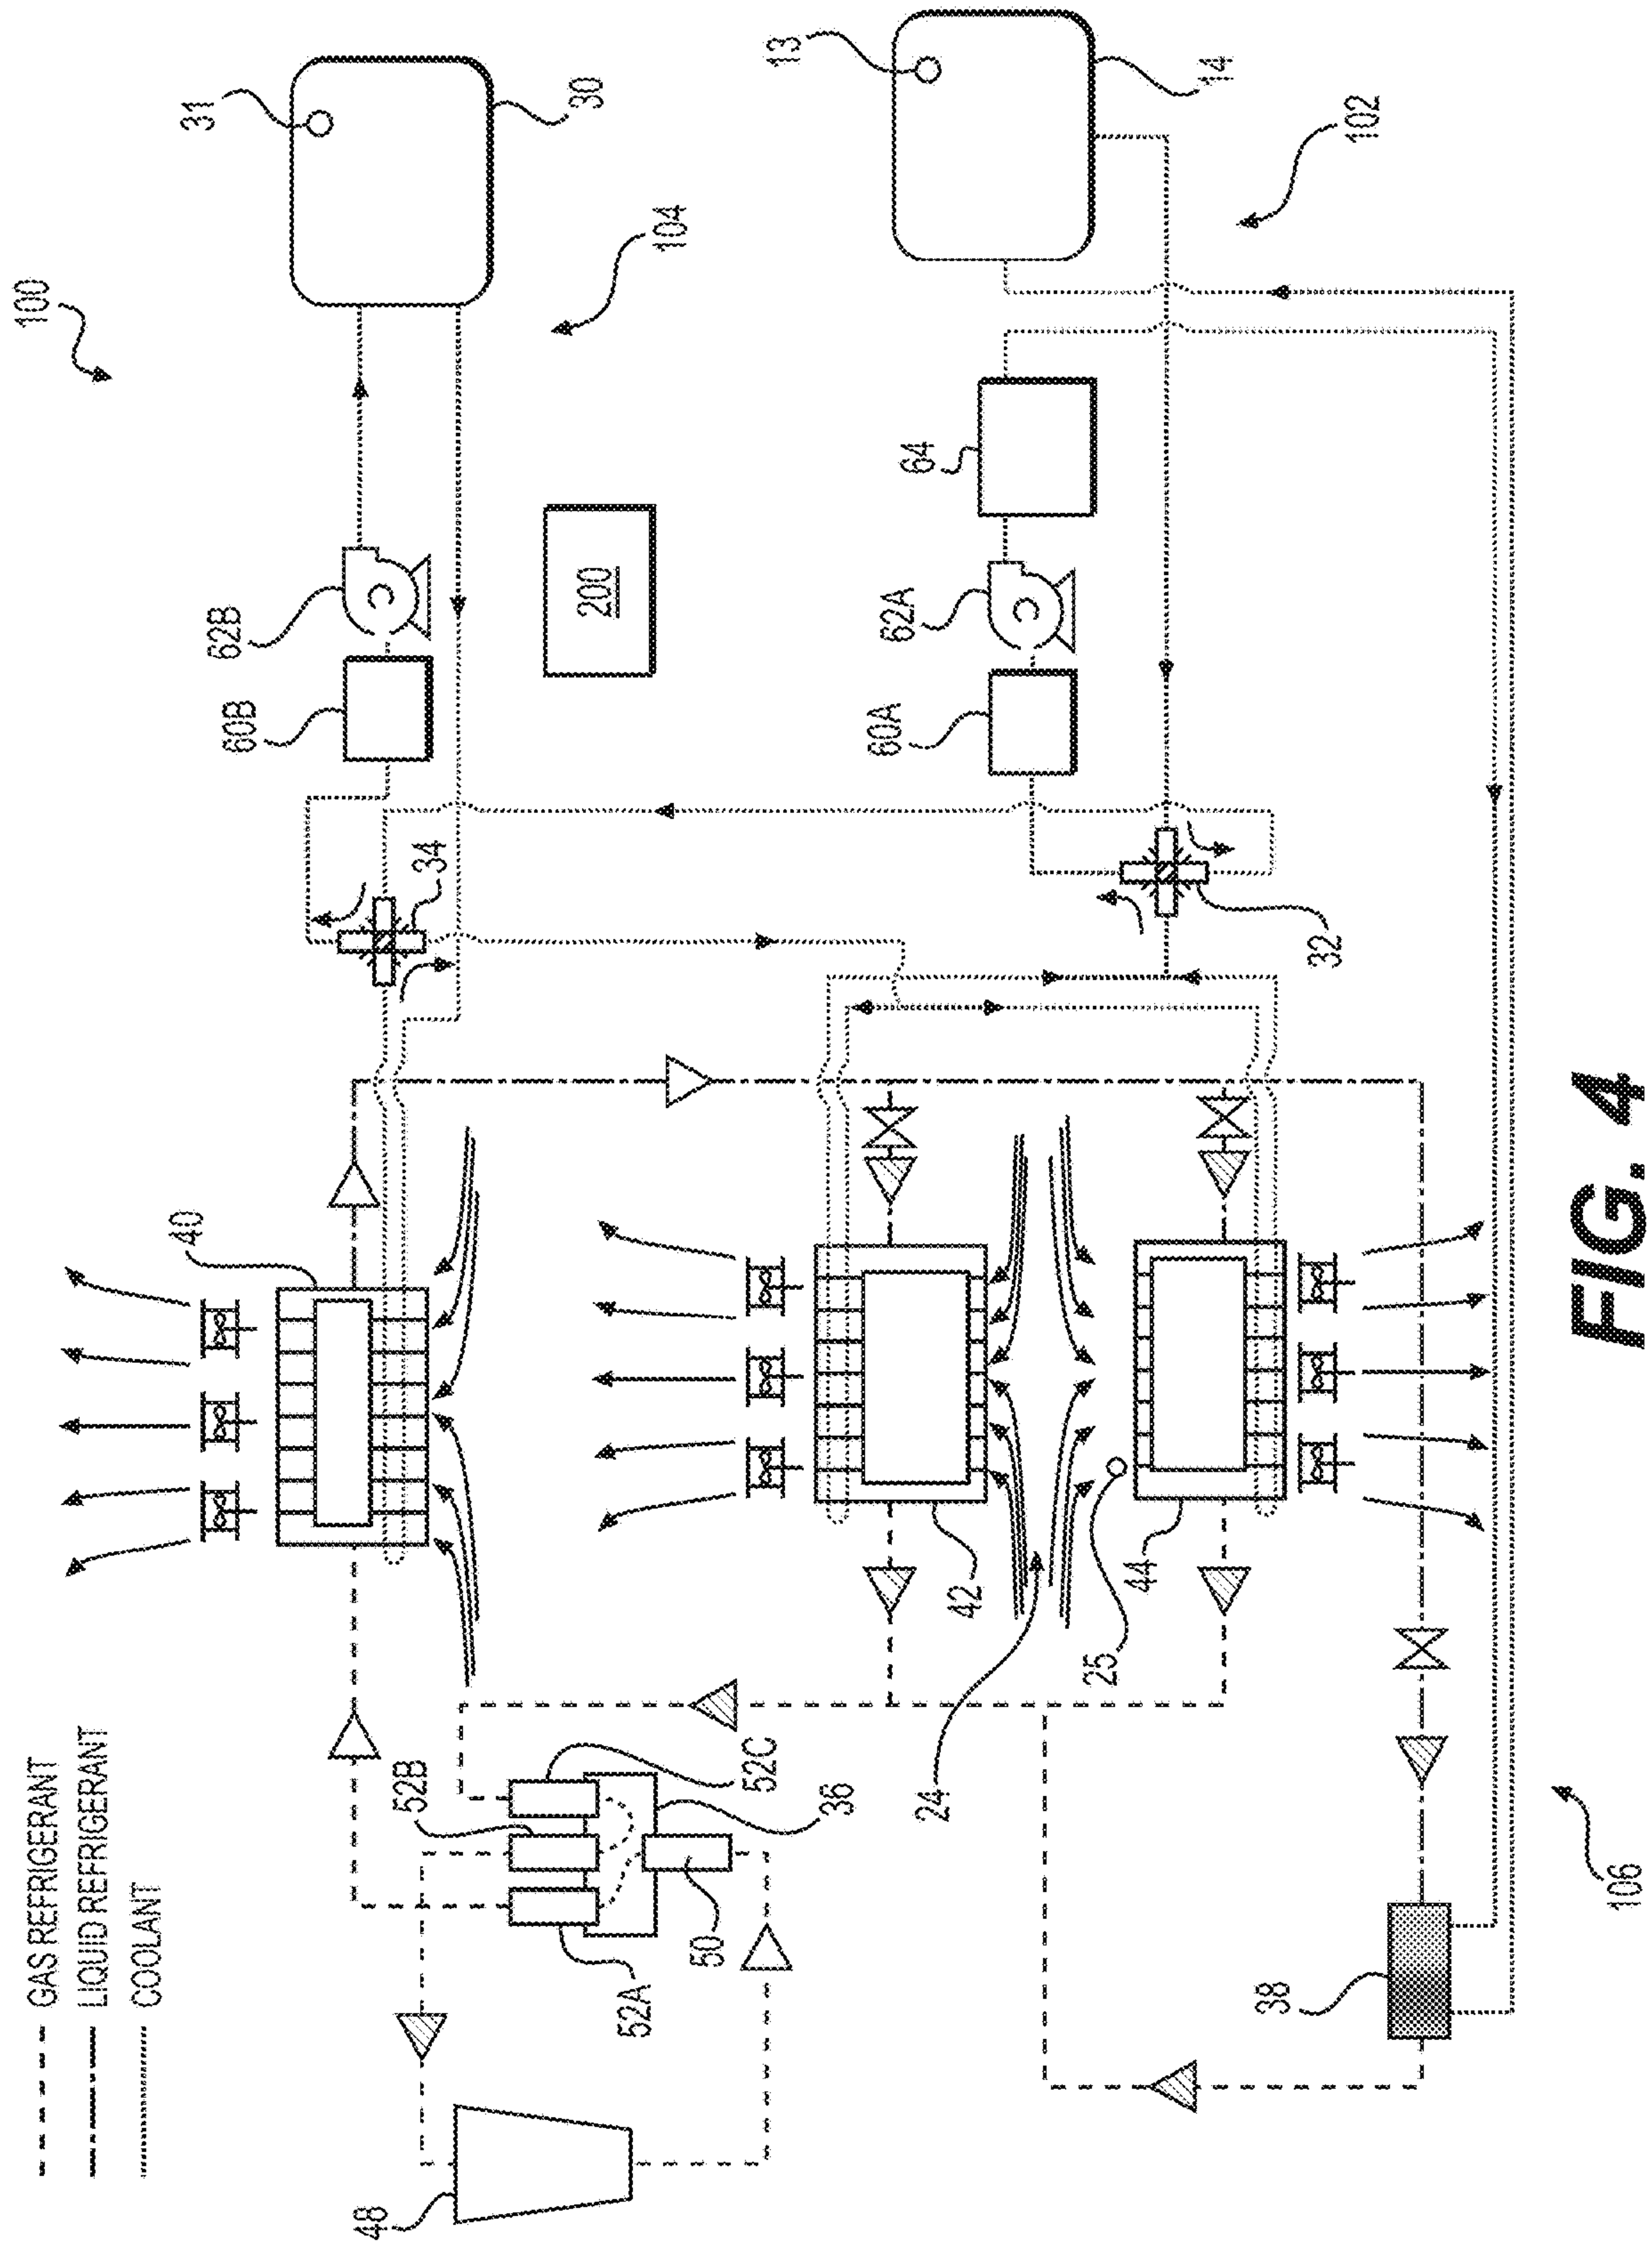 GAS REFRIGERANT
LIQUID REFRIGERANT
COOLANT
100
40
31
62B
60B
48
52B
34
30
200
52A
104
50
52C
13
36
60A
62A
64
24
42
25
44
14
38
32
102
106
FIG. 4